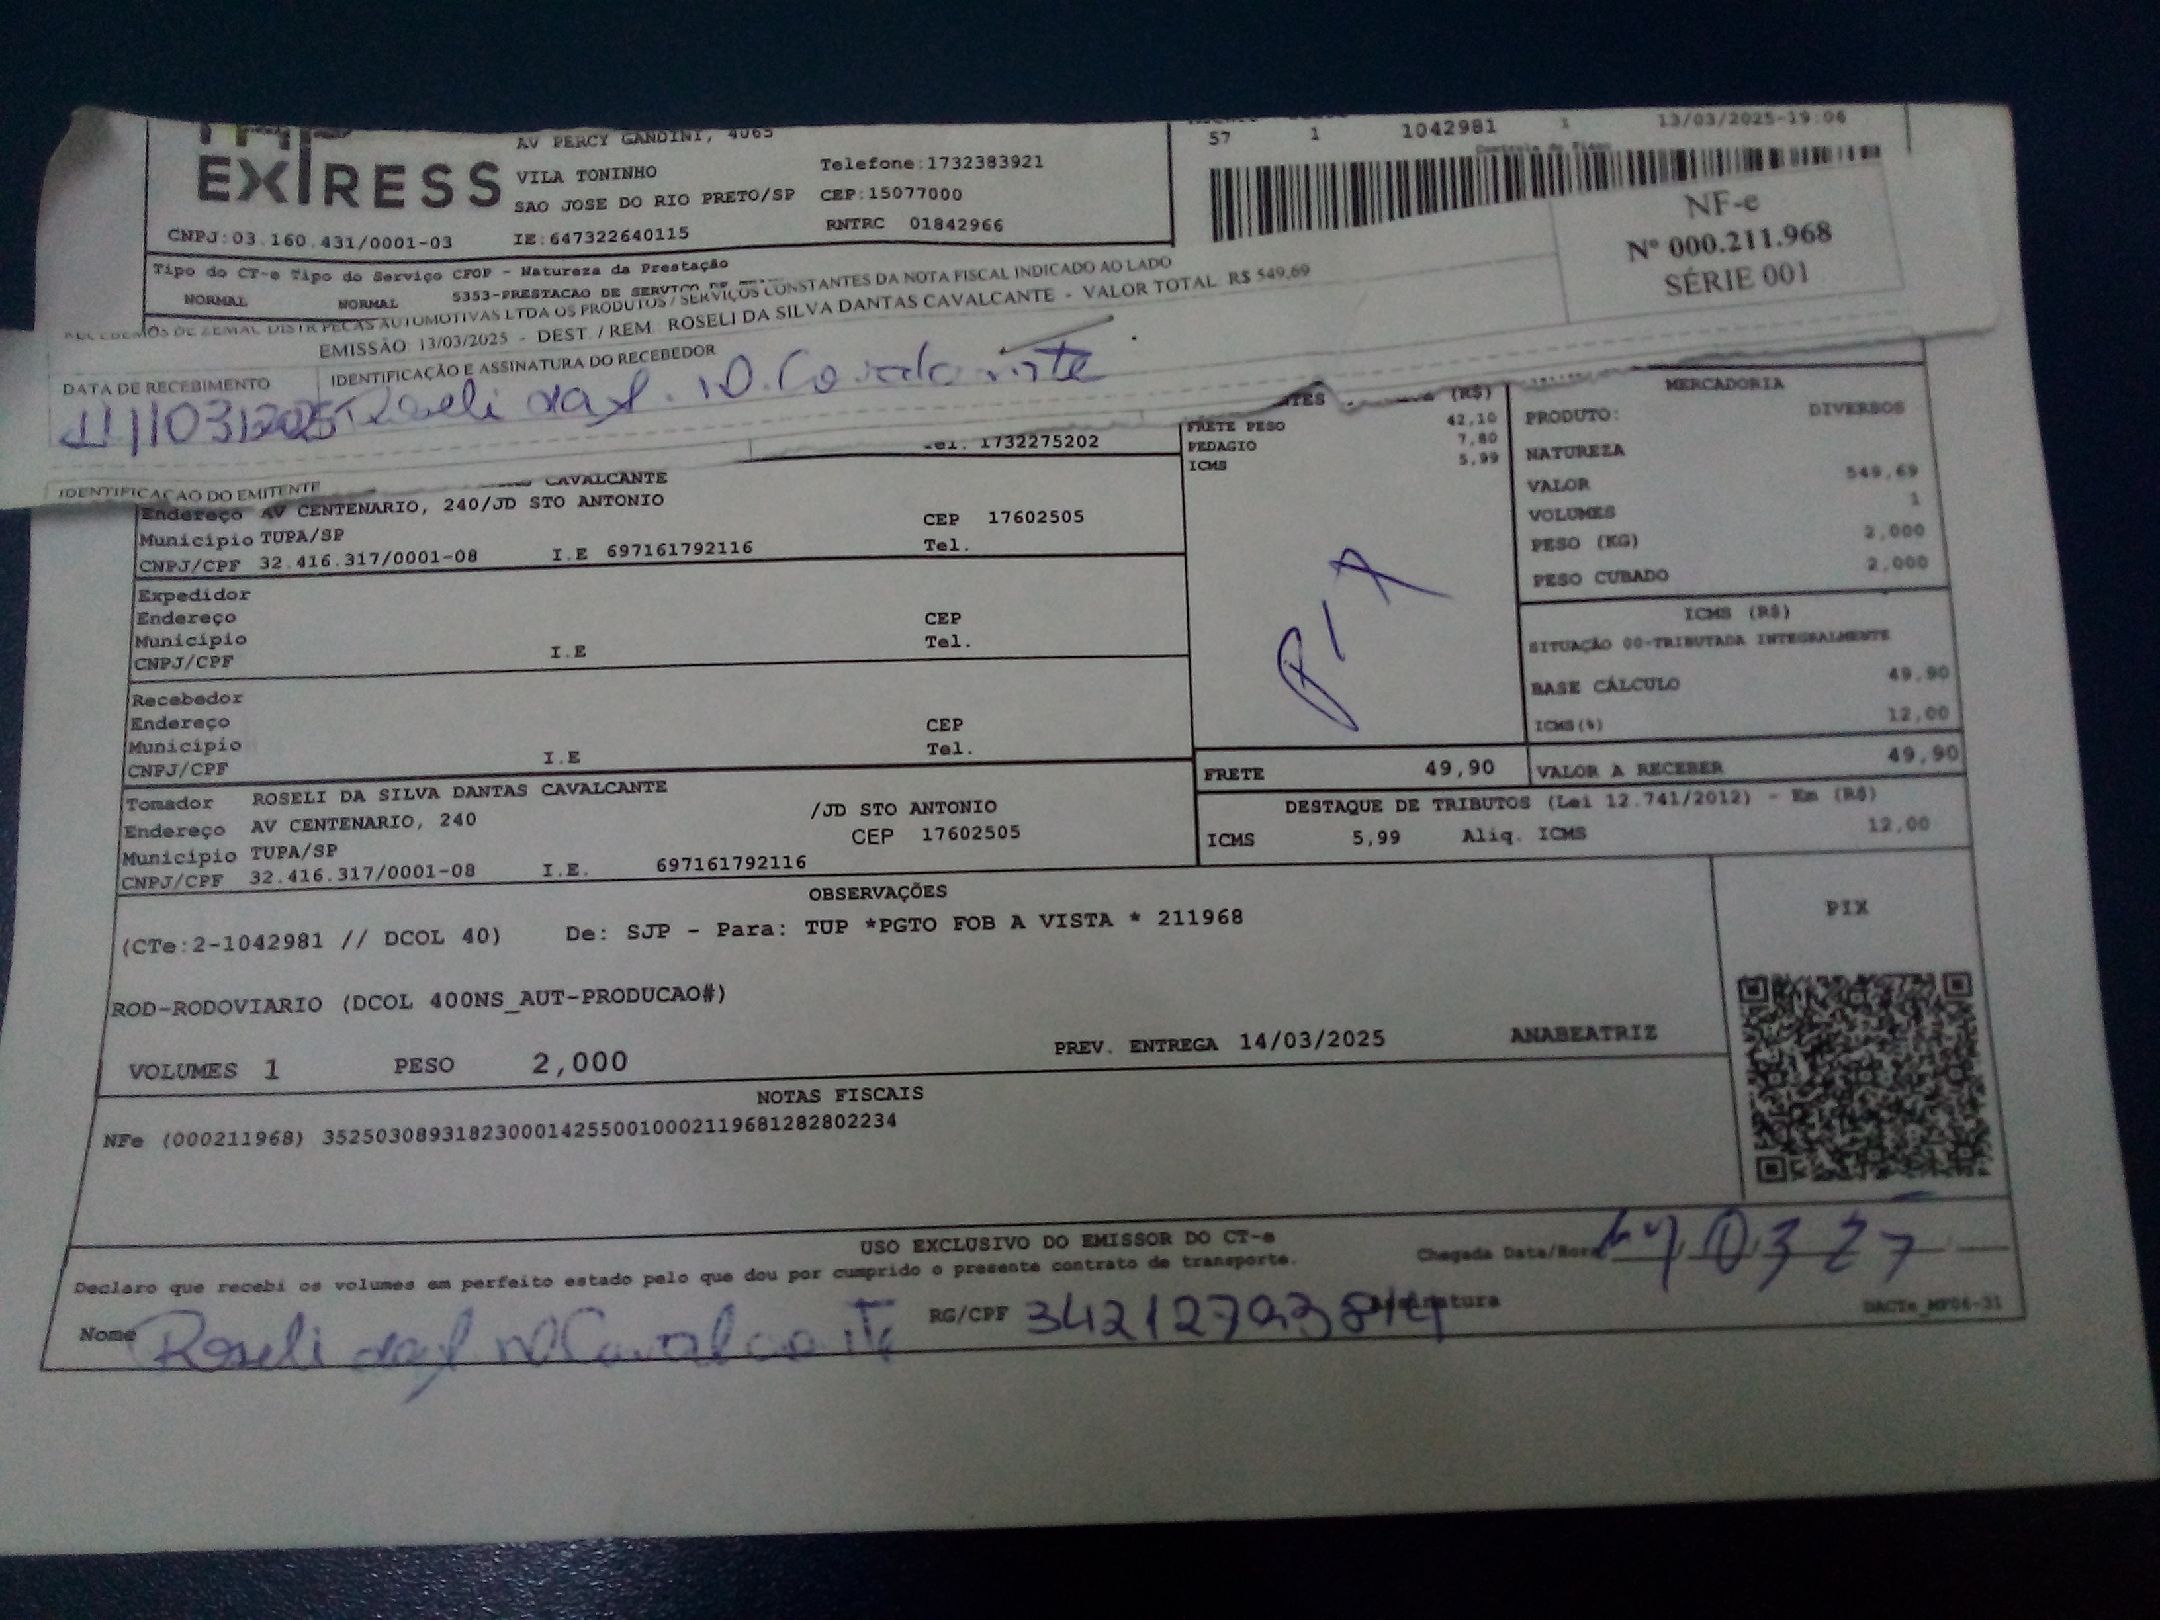 EXPRESS
CNPJ:03.160.431/0001-03
AV PERCY GANDINI, 4065
VILA TONINHO Telefone:1732383921
SAO JOSE DO RIO PRETO/SP CEP:15077000
IE:647322640115 RNTRC 01842966
57 1 1042981 1 13/03/2025-19:06
Tipo do CT-e Tipo do Serviço CFOP - Natureza da Prestação
NORMAL NORMAL 5353-PRESTACAO DE SERVICO DE
NF-e
Nº 000.211.968
SÉRIE 001
RECEBEMOS DE DISTR PECAS AUTOMOTIVAS LTDA OS PRODUTOS / SERVIÇOS CONSTANTES DA NOTA FISCAL INDICADO AO LADO
EMISSÃO: 13/03/2025 - DEST. / REM: ROSELI DA SILVA DANTAS CAVALCANTE - VALOR TOTAL: R$ 549,69
DATA DE RECEBIMENTO IDENTIFICAÇÃO E ASSINATURA DO RECEBEDOR
Roseli da S. D. Cavalcante
IDENTIFICAÇÃO DO EMITENTE
Tel. 1732275202
CAVALCANTE
Endereço AV CENTENARIO, 240/JD STO ANTONIO CEP 17602505
Município TUPA/SP Tel.
CNPJ/CPF 32.416.317/0001-08 I.E 697161792116
Expedidor
Endereço CEP
Município Tel.
CNPJ/CPF I.E
Recebedor
Endereço CEP
Município Tel.
CNPJ/CPF I.E
Tomador ROSELI DA SILVA DANTAS CAVALCANTE
Endereço AV CENTENARIO, 240 /JD STO ANTONIO
Município TUPA/SP CEP 17602505
CNPJ/CPF 32.416.317/0001-08 I.E. 697161792116
(R$)
FRETE PESO 42,10
PEDAGIO 7,80
ICMS 5,99
PIX
FRETE 49,90
MERCADORIA
PRODUTO: DIVERSOS
NATUREZA
VALOR 549,69
VOLUMES 1
PESO (KG) 2,000
PESO CUBADO 2,000
ICMS (R$)
SITUAÇÃO 00-TRIBUTADA INTEGRALMENTE
BASE CÁLCULO 49,90
ICMS(%) 12,00
VALOR A RECEBER 49,90
DESTAQUE DE TRIBUTOS (Lei 12.741/2012) - Em (R$)
ICMS 5,99 Aliq. ICMS 12,00
OBSERVAÇÕES
(CTe:2-1042981 // DCOL 40) De: SJP - Para: TUP *PGTO FOB A VISTA * 211968
ROD-RODOVIARIO (DCOL 400NS_AUT-PRODUCAO#)
VOLUMES 1 PESO 2,000 PREV. ENTREGA 14/03/2025 ANABEATRIZ
PIX
NOTAS FISCAIS
NFe (000211968) 35250308931823000142550010002119681282802234
USO EXCLUSIVO DO EMISSOR DO CT-e
Declaro que recebi os volumes em perfeito estado pelo que dou por cumprido o presente contrato de transporte.
Chegada Data/Hora
Nome Roseli da S D Cavalcante RG/CPF 34212793814 Assinatura
DACTe_MF06-31